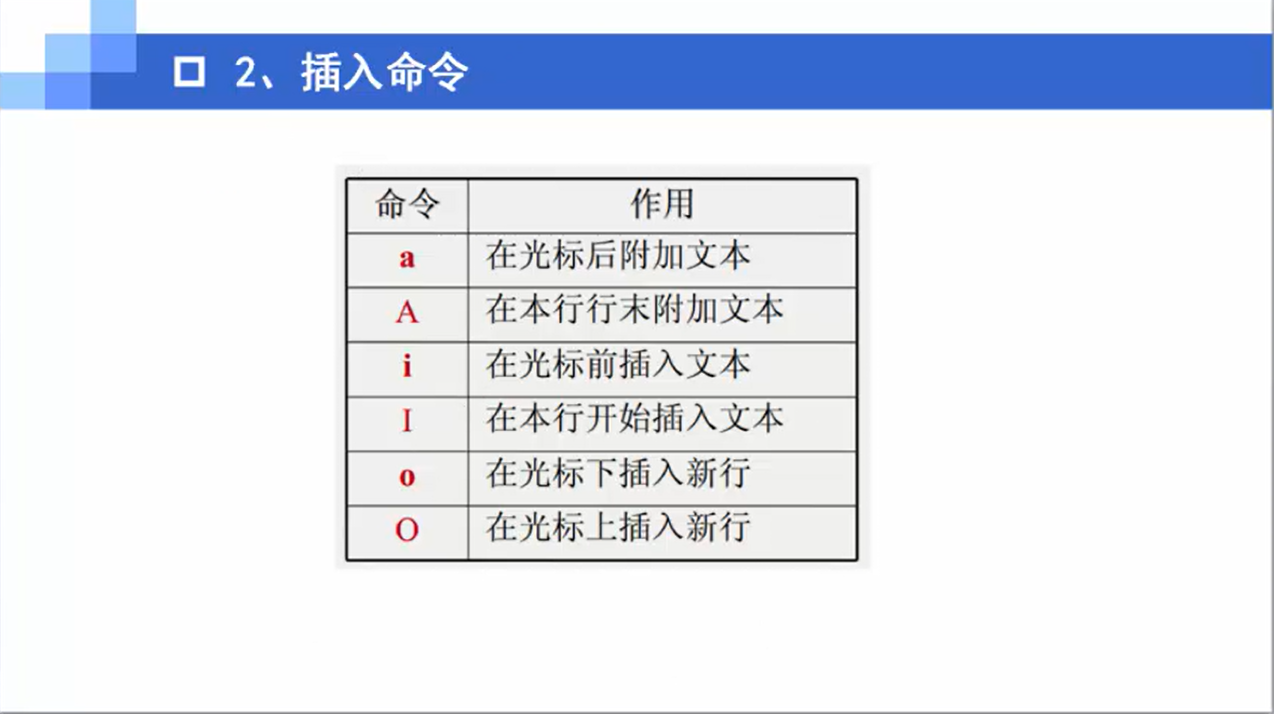 2、插入命令
命令 作用
a 在光标后附加文本
A 在本行行末附加文本
i 在光标前插入文本
I 在本行开始插入文本
o 在光标下插入新行
O 在光标上插入新行